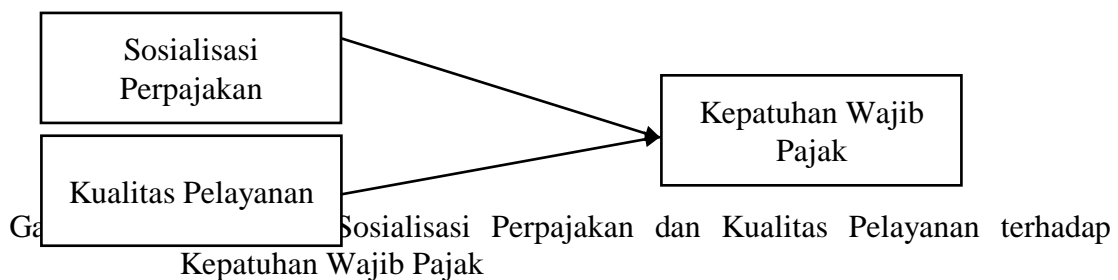 Sosialisasi
Perpajakan
Kepatuhan Wajib
Pajak
Kualitas Pelayanan
Ga Sosialisasi Perpajakan dan Kualitas Pelayanan terhadap
Kepatuhan Wajib Pajak